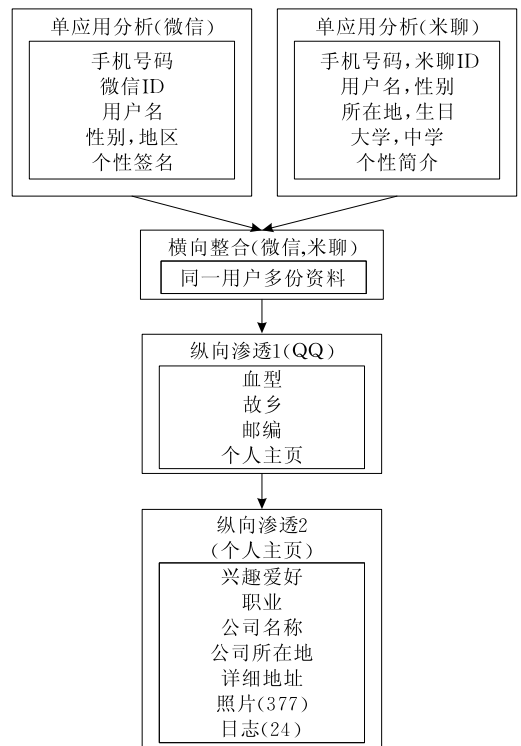 单应用分析(微信)
手机号码
微信ID
用户名
性别,地区
个性签名
单应用分析(米聊)
手机号码,米聊ID
用户名,性别
所在地,生日
大学,中学
个性简介
横向整合(微信,米聊)
同一用户多份资料
纵向渗透1(QQ)
血型
故乡
邮编
个人主页
纵向渗透2
(个人主页)
兴趣爱好
职业
公司名称
公司所在地
详细地址
照片(377)
日志(24)